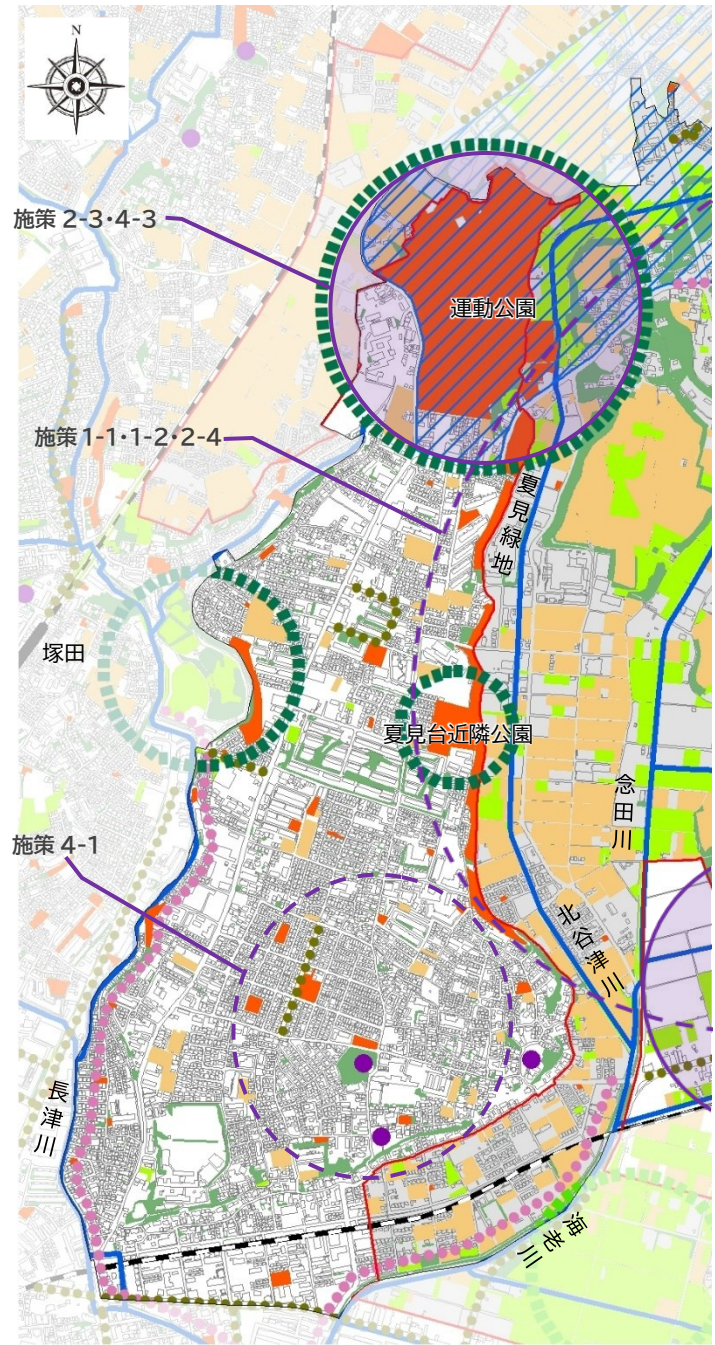 N
施策 2-3・4-3
運動公園
施策 1-1・1-2・2-4
夏見緑地
塚田
夏見台近隣公園
念田川
施策 4-1
北谷津川
長津川
海老川